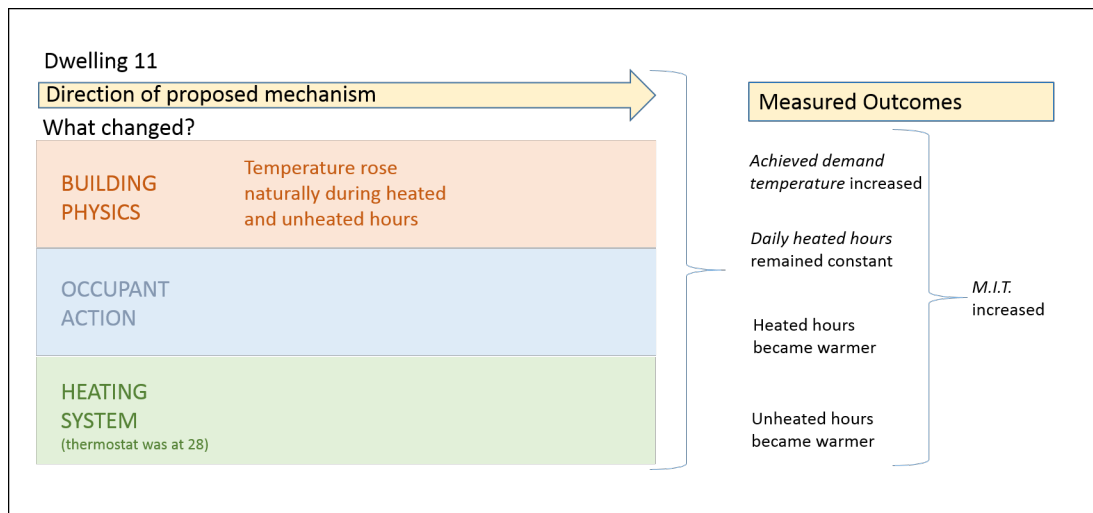 Dwelling 11
Direction of proposed mechanism
What changed?
BUILDING
PHYSICS
Temperature rose
naturally during heated
and unheated hours
OCCUPANT
ACTION
HEATING
SYSTEM
(thermostat was at 28)
Measured Outcomes
Achieved demand
temperature increased
Daily heated hours
remained constant
Heated hours
became warmer
Unheated hours
became warmer
M.I.T.
increased